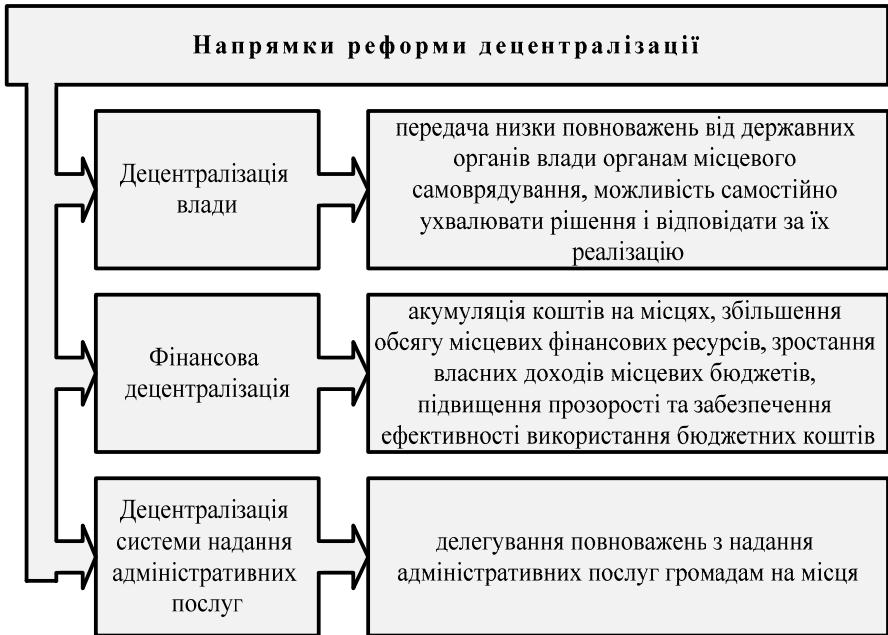 Напрямки реформи децентралізації
Децентралізація
влади
передача низки повноважень від державних
органів влади органам місцевого
самоврядування, можливість самостійно
ухвалювати рішення і відповідати за їх
реалізацію
Фінансова
децентралізація
акумуляція коштів на місцях, збільшення
обсягу місцевих фінансових ресурсів, зростання
власних доходів місцевих бюджетів,
підвищення прозорості та забезпечення
ефективності використання бюджетних коштів
Децентралізація
системи надання
адміністративних
послуг
делегування повноважень з надання
адміністративних послуг громадам на місця